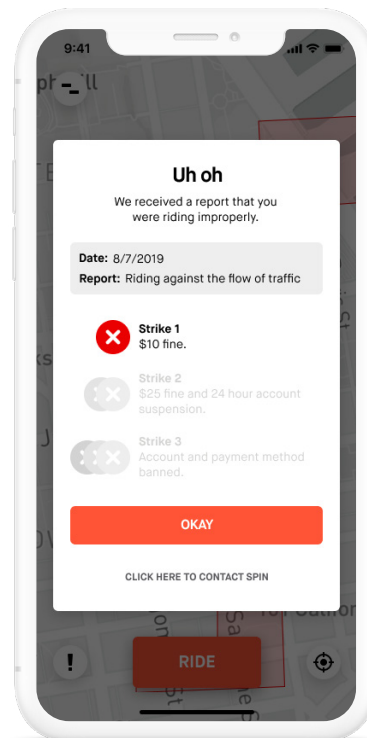 9:41
Uh oh
We received a report that you
were riding improperly.
Date: 8/7/2019
Report: Riding against the flow of traffic
Strike 1
$10 fine.
Strike 2
$25 fine and 24 hour account
suspension.
Strike 3
Account and payment method
banned.
OKAY
CLICK HERE TO CONTACT SPIN
RIDE